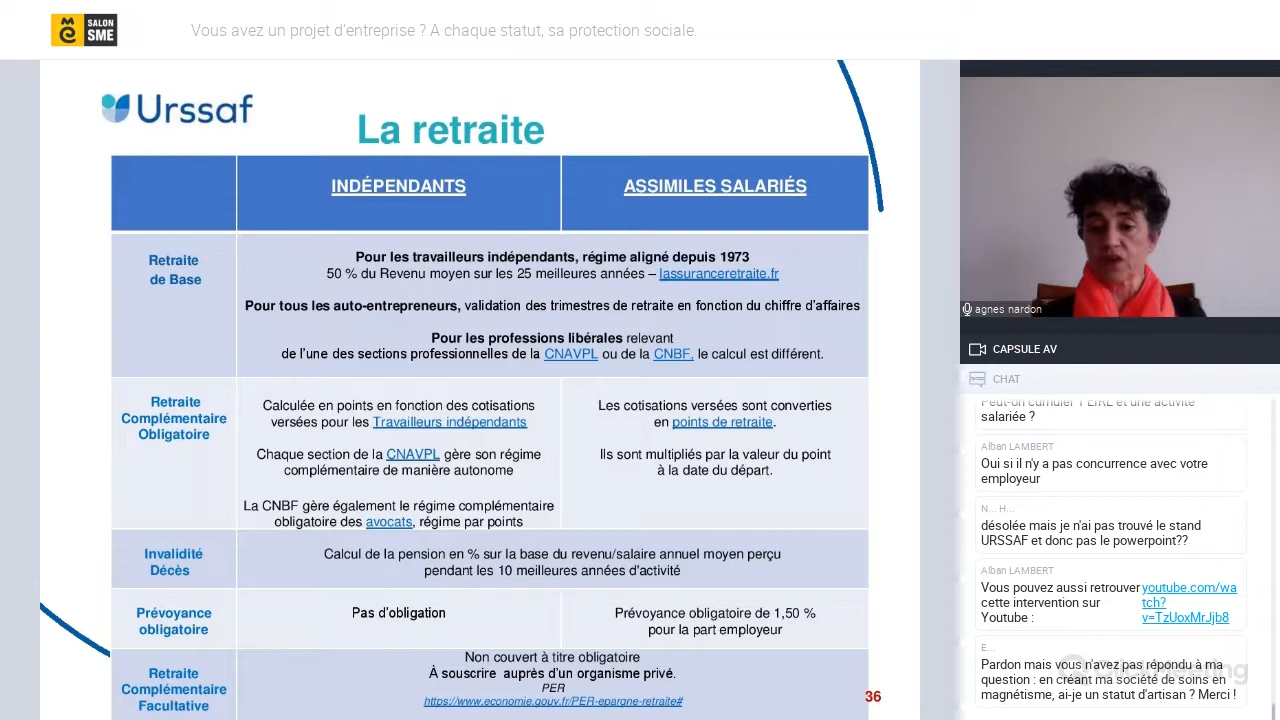 SALON
SME
Vous avez un projet d'entreprise ? A chaque statut, sa protection sociale.
Urssaf
La retraite
INDÉPENDANTS
ASSIMILES SALARIÉS
Retraite
de Base
Pour les travailleurs indépendants, régime aligné depuis 1973
50 % du Revenu moyen sur les 25 meilleures années – lassuranceretraite.fr
Pour tous les auto-entrepreneurs, validation des trimestres de retraite en fonction du chiffre d'affaires
Pour les professions libérales relevant
de l'une des sections professionnelles de la CNAVPL ou de la CNBF, le calcul est différent.
Retraite
Complémentaire
Obligatoire
Calculée en points en fonction des cotisations
versées pour les Travailleurs indépendants
Chaque section de la CNAVPL gère son régime
complémentaire de manière autonome
La CNBF gère également le régime complémentaire
obligatoire des avocats, régime par points
Les cotisations versées sont converties
en points de retraite.
Ils sont multipliés par la valeur du point
à la date du départ.
Invalidité
Décès
Calcul de la pension en % sur la base du revenu/salaire annuel moyen perçu
pendant les 10 meilleures années d'activité
Prévoyance
obligatoire
Pas d'obligation
Prévoyance obligatoire de 1,50 %
pour la part employeur
Retraite
Complémentaire
Facultative
Non couvert à titre obligatoire
À souscrire auprès d'un organisme privé.
PER
https://www.economie.gouv.fr/PER-epargne-retraite#
36
agnes nardon
CAPSULE AV
CHAT
Peut-on cumuler 1 EIRL et une activité
salariée ?
Alban LAMBERT
Oui si il n'y a pas concurrence avec votre
employeur
N... H...
désolée mais je n'ai pas trouvé le stand
URSSAF et donc pas le powerpoint??
Alban LAMBERT
Vous pouvez aussi retrouver youtube.com/wa
cette intervention sur tch?
Youtube : v=TzUoxMrJjb8
E...
Pardon mais vous n'avez pas répondu à ma
question : en créant ma société de soins en
magnétisme, ai-je un statut d'artisan ? Merci !